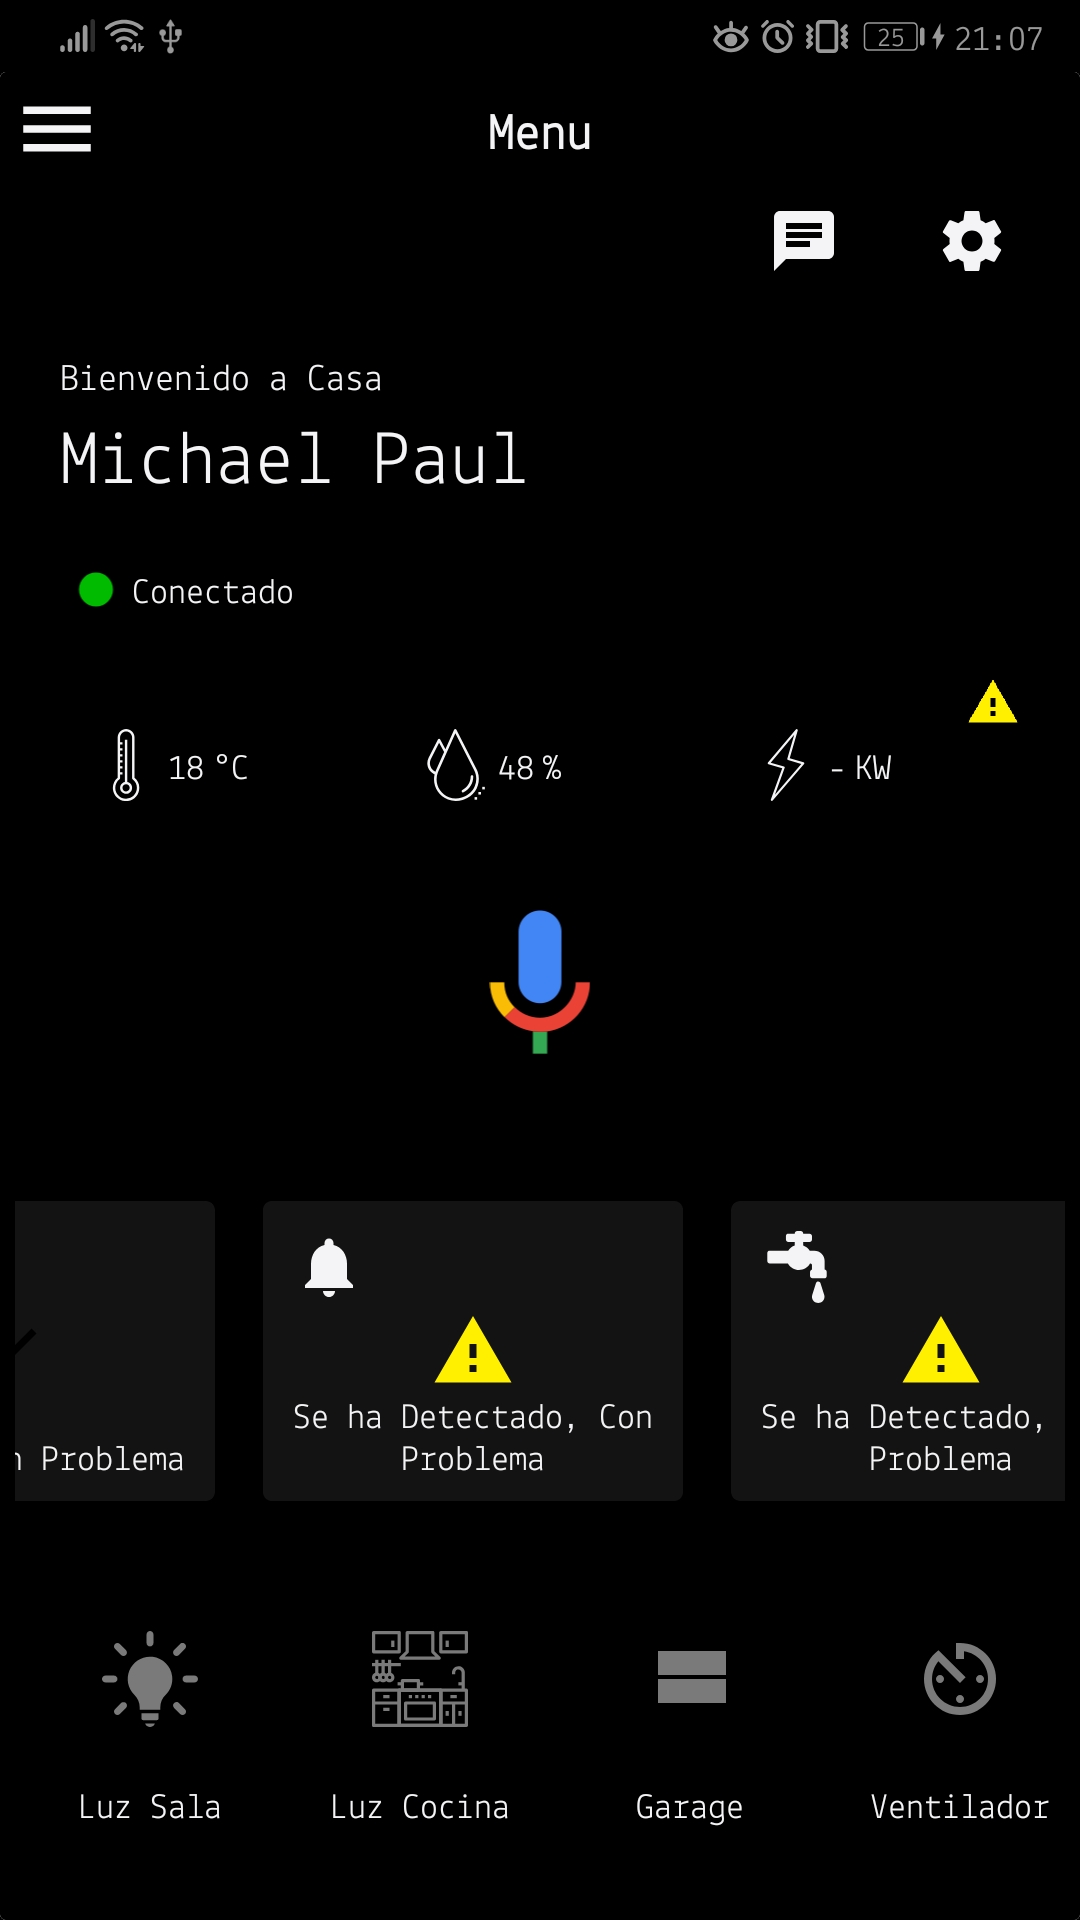 25 21:07
Menu
Bienvenido a Casa
Michael Paul
Conectado
18 °C 48 % - KW
Se ha Detectado, Con Se ha Detectado,
n Problema Problema Problema
Luz Sala Luz Cocina Garage Ventilador